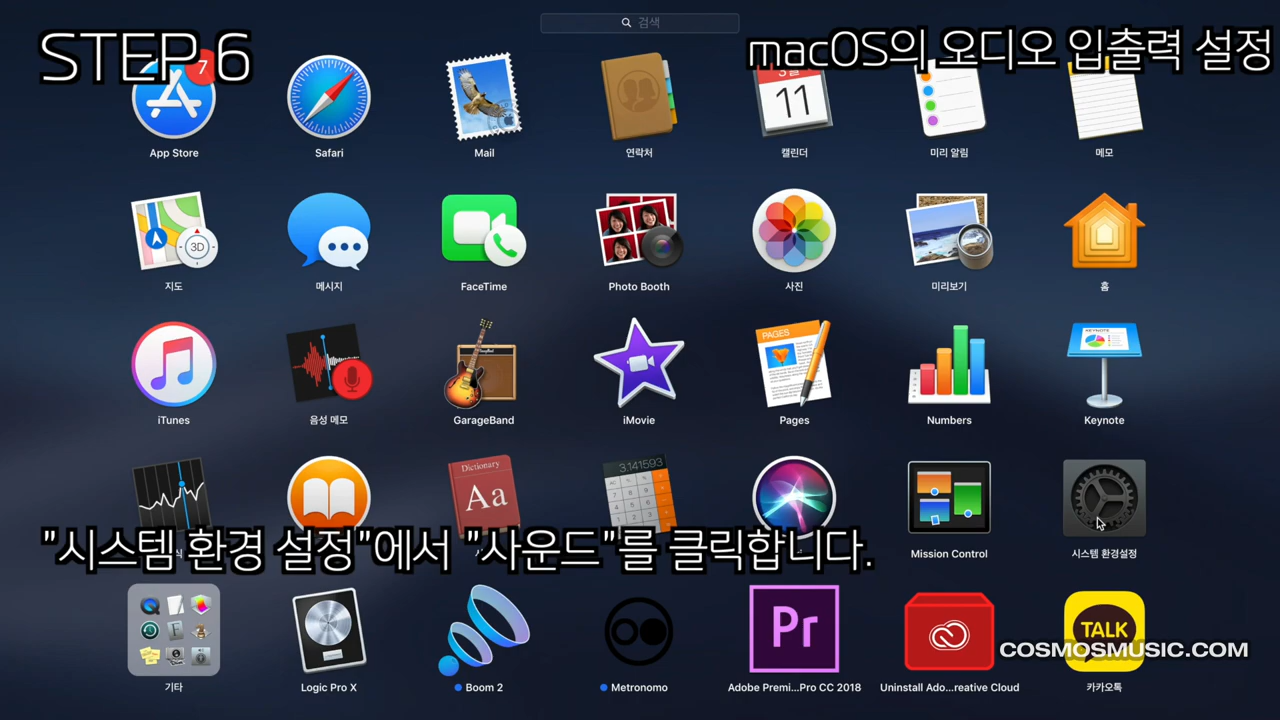 검색
STEP 6
macOS의 오디오 입출력 설정
7
3월
11
App Store
Safari
Mail
연락처
캘린더
미리 알림
메모
3D
지도
메시지
FaceTime
Photo Booth
사진
미리보기
홈
PAGES
KEYNOTE
iTunes
음성 메모
GarageBand
iMovie
Pages
Numbers
Keynote
Dictionary
Aa
3.141593
"시스템 환경 설정"에서 "사운드"를 클릭합니다.
Mission Control
시스템 환경설정
Pr
TALK
COSMOSMUSIC.COM
기타
Logic Pro X
Boom 2
Metronomo
Adobe Premi...Pro CC 2018
Uninstall Ado...reative Cloud
카카오톡